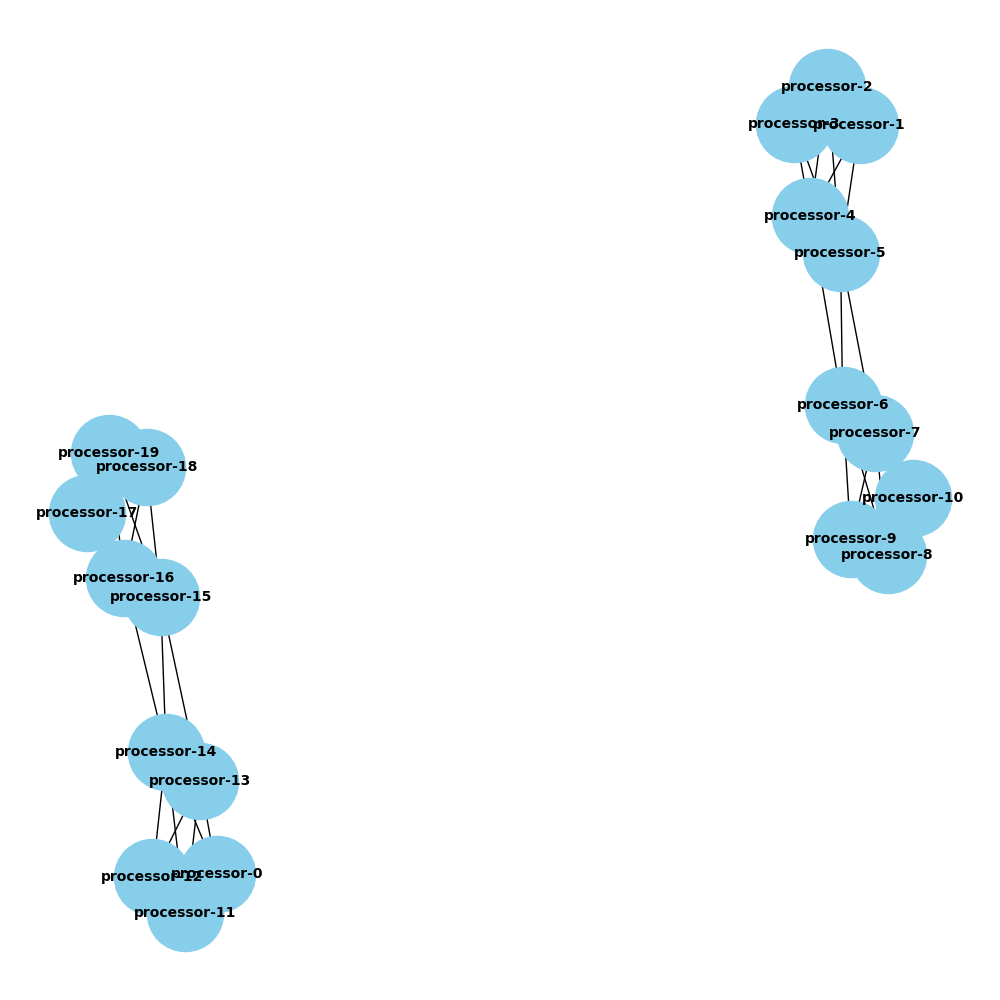 processor-2
processor-3
processor-1
processor-4
processor-5
processor-6
processor-7
processor-10
processor-9
processor-8
processor-19
processor-18
processor-17
processor-16
processor-15
processor-14
processor-13
processor-12
processor-0
processor-11